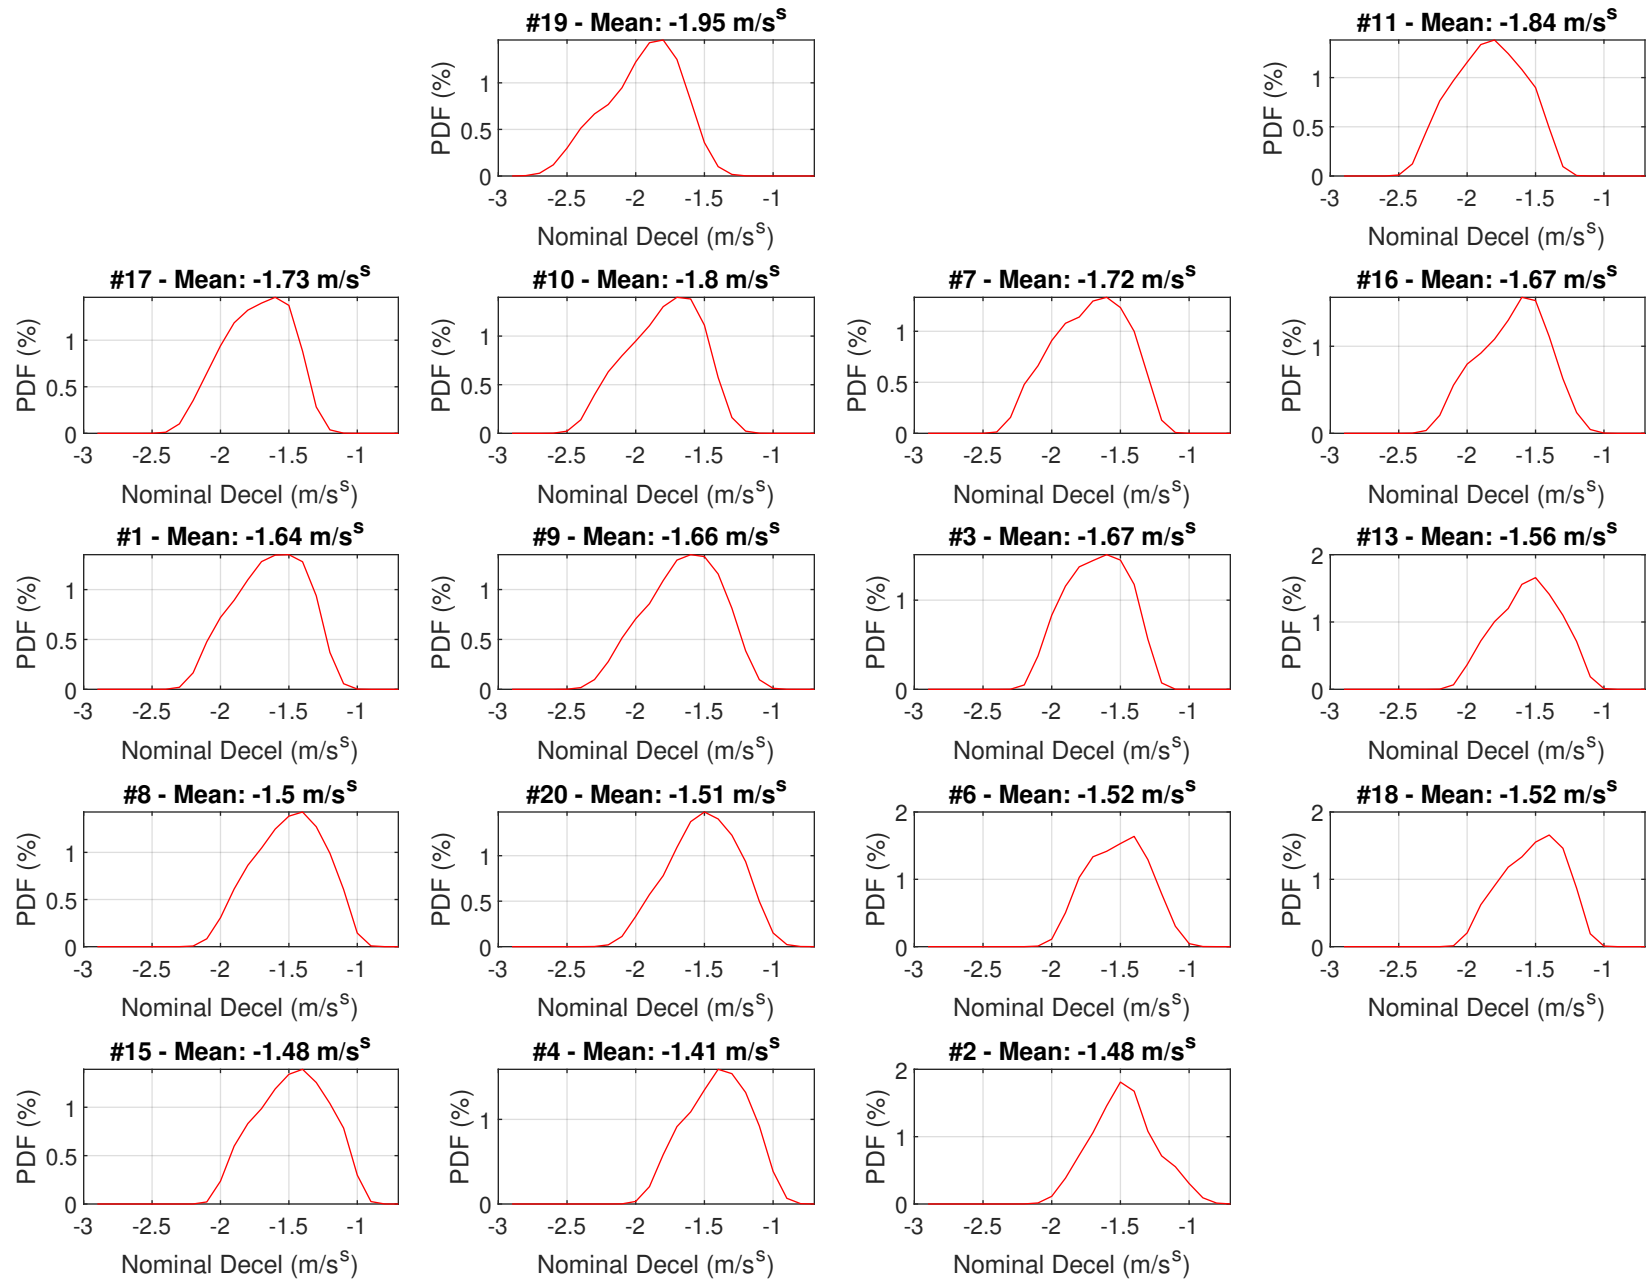 #19 - Mean: -1.95 m/s^s
PDF (%)
1
0.5
0
-3 -2.5 -2 -1.5 -1
Nominal Decel (m/s^s)
#11 - Mean: -1.84 m/s^s
PDF (%)
1
0.5
0
-3 -2.5 -2 -1.5 -1
Nominal Decel (m/s^s)
#17 - Mean: -1.73 m/s^s
PDF (%)
1
0.5
0
-3 -2.5 -2 -1.5 -1
Nominal Decel (m/s^s)
#10 - Mean: -1.8 m/s^s
PDF (%)
1
0.5
0
-3 -2.5 -2 -1.5 -1
Nominal Decel (m/s^s)
#7 - Mean: -1.72 m/s^s
PDF (%)
1
0.5
0
-3 -2.5 -2 -1.5 -1
Nominal Decel (m/s^s)
#16 - Mean: -1.67 m/s^s
PDF (%)
1
0
-3 -2.5 -2 -1.5 -1
Nominal Decel (m/s^s)
#1 - Mean: -1.64 m/s^s
PDF (%)
1
0.5
0
-3 -2.5 -2 -1.5 -1
Nominal Decel (m/s^s)
#9 - Mean: -1.66 m/s^s
PDF (%)
1
0.5
0
-3 -2.5 -2 -1.5 -1
Nominal Decel (m/s^s)
#3 - Mean: -1.67 m/s^s
PDF (%)
1
0
-3 -2.5 -2 -1.5 -1
Nominal Decel (m/s^s)
#13 - Mean: -1.56 m/s^s
PDF (%)
2
1
0
-3 -2.5 -2 -1.5 -1
Nominal Decel (m/s^s)
#8 - Mean: -1.5 m/s^s
PDF (%)
1
0.5
0
-3 -2.5 -2 -1.5 -1
Nominal Decel (m/s^s)
#20 - Mean: -1.51 m/s^s
PDF (%)
1
0.5
0
-3 -2.5 -2 -1.5 -1
Nominal Decel (m/s^s)
#6 - Mean: -1.52 m/s^s
PDF (%)
2
1
0
-3 -2.5 -2 -1.5 -1
Nominal Decel (m/s^s)
#18 - Mean: -1.52 m/s^s
PDF (%)
2
1
0
-3 -2.5 -2 -1.5 -1
Nominal Decel (m/s^s)
#15 - Mean: -1.48 m/s^s
PDF (%)
1
0.5
0
-3 -2.5 -2 -1.5 -1
Nominal Decel (m/s^s)
#4 - Mean: -1.41 m/s^s
PDF (%)
1
0
-3 -2.5 -2 -1.5 -1
Nominal Decel (m/s^s)
#2 - Mean: -1.48 m/s^s
PDF (%)
2
1
0
-3 -2.5 -2 -1.5 -1
Nominal Decel (m/s^s)